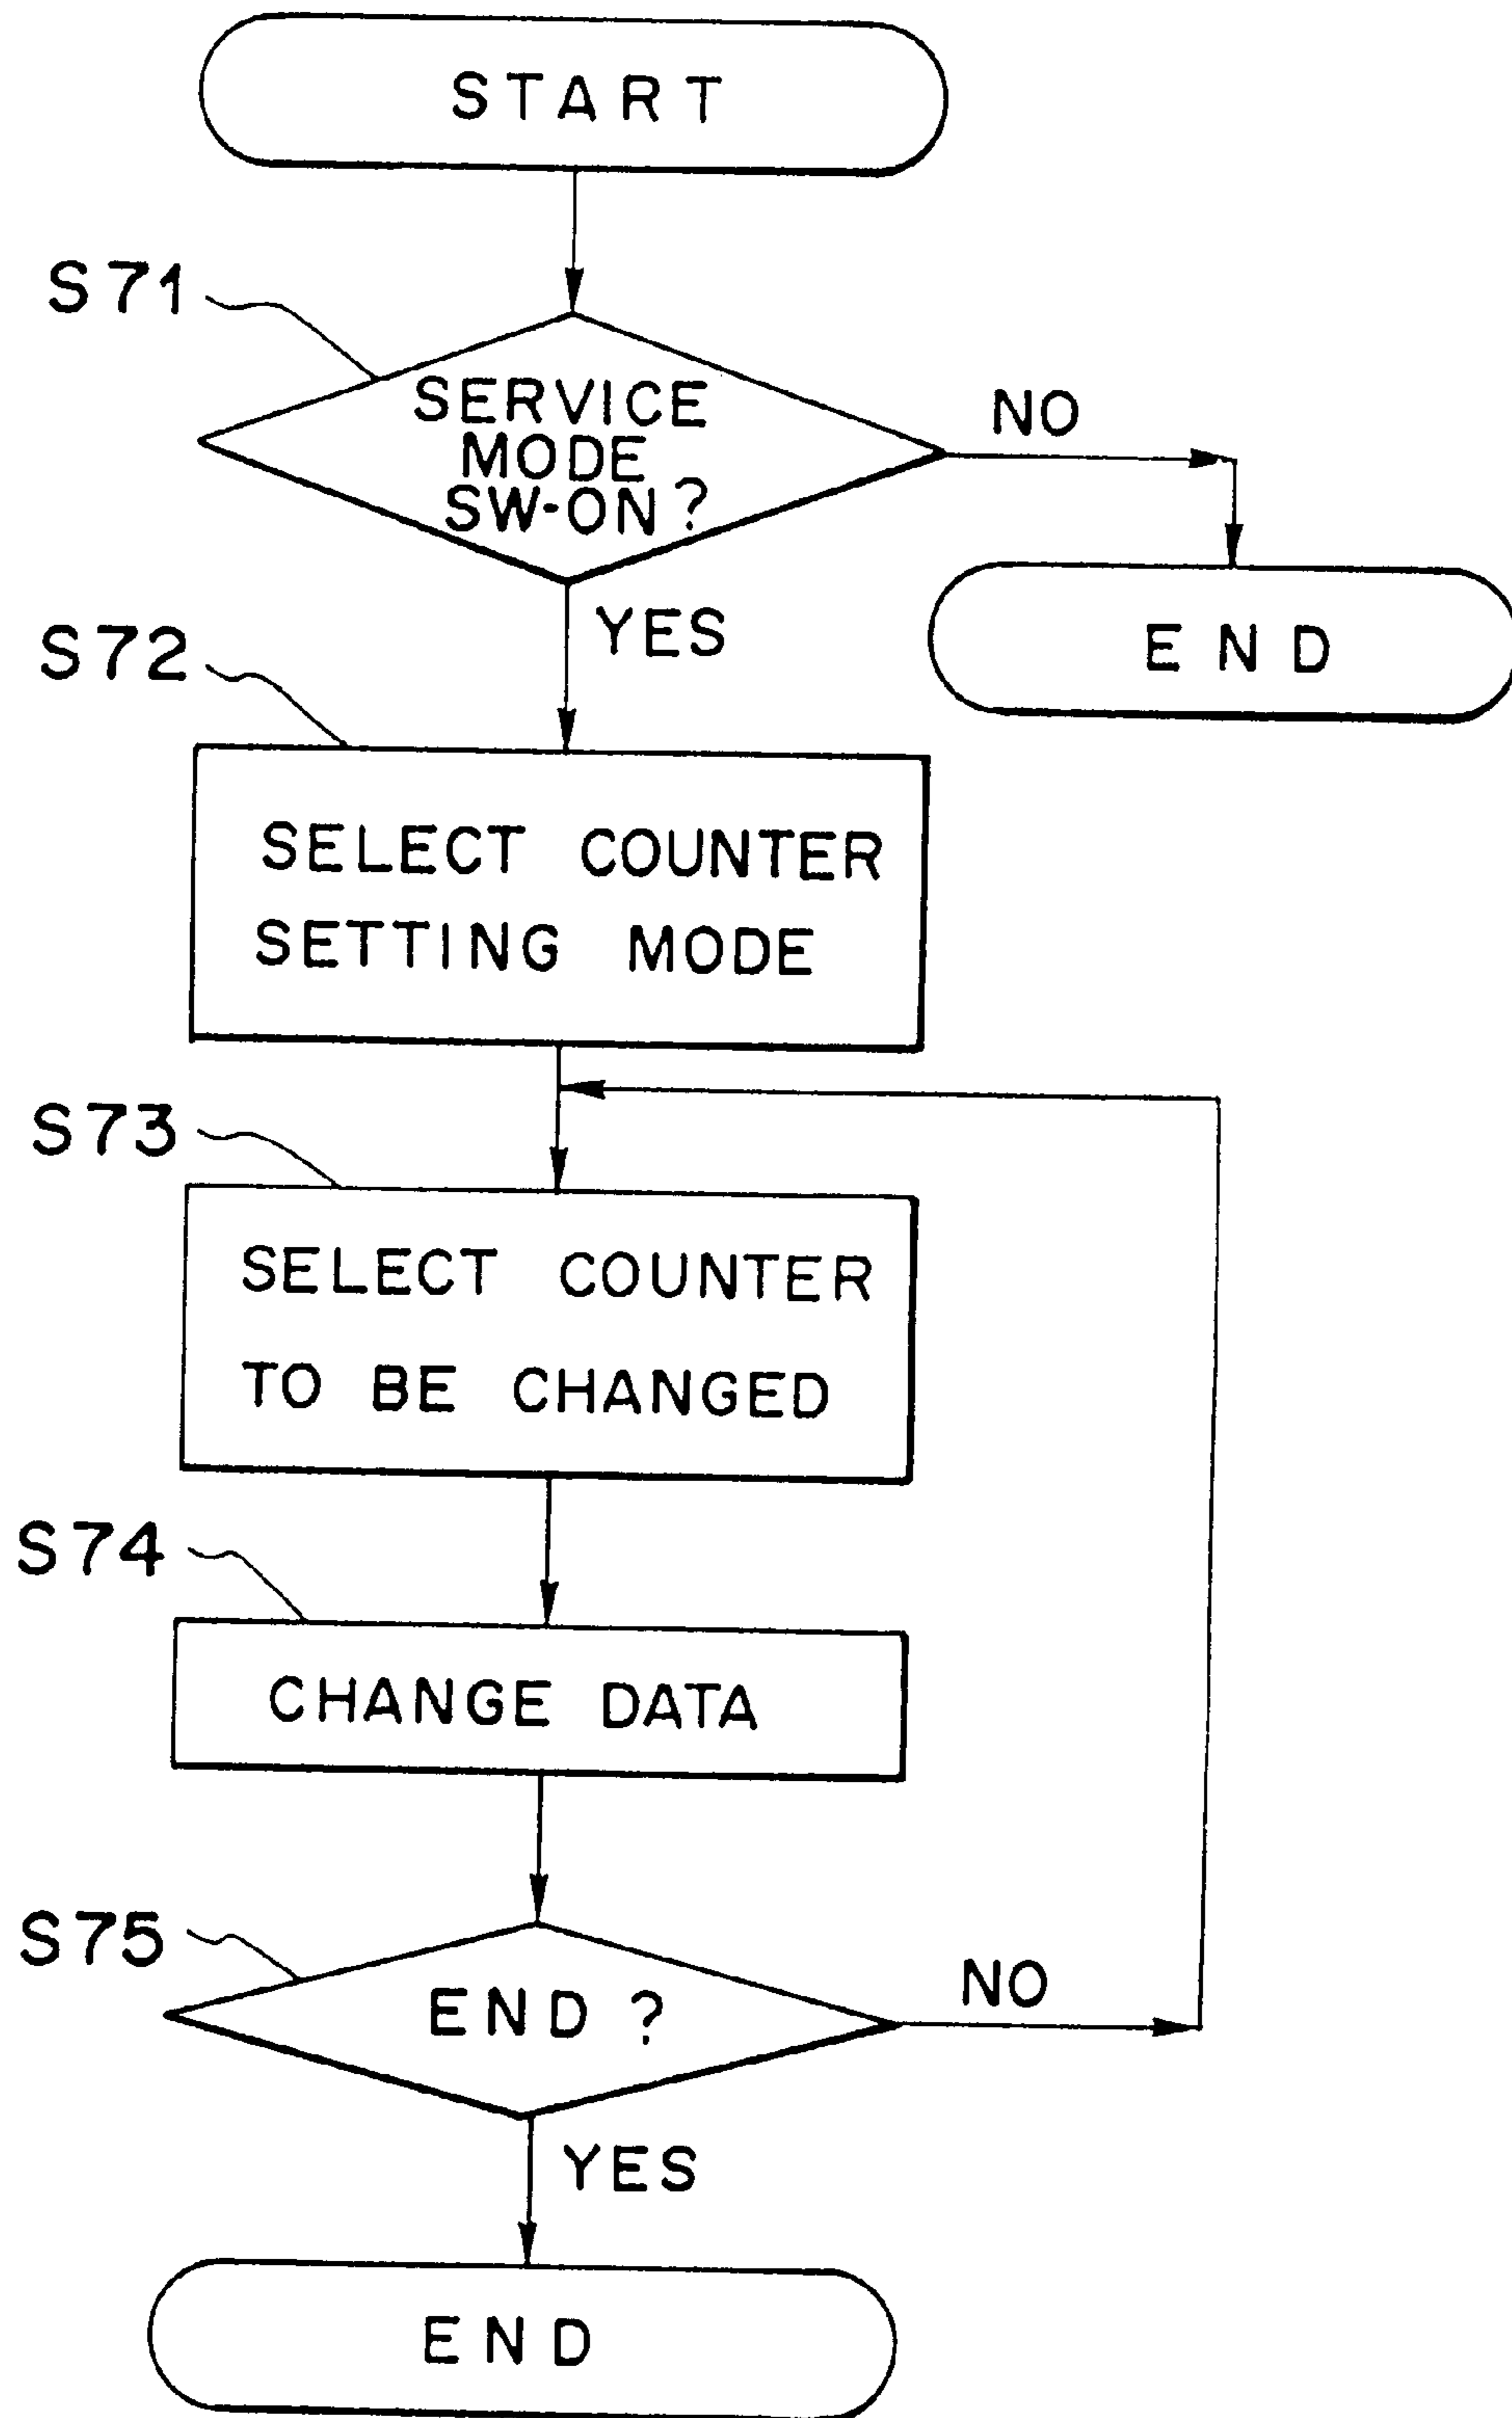 START
S71
SERVICE
MODE
SW-ON?
NO
YES
END
S72
SELECT COUNTER
SETTING MODE
S73
SELECT COUNTER
TO BE CHANGED
S74
CHANGE DATA
S75
END?
NO
YES
END